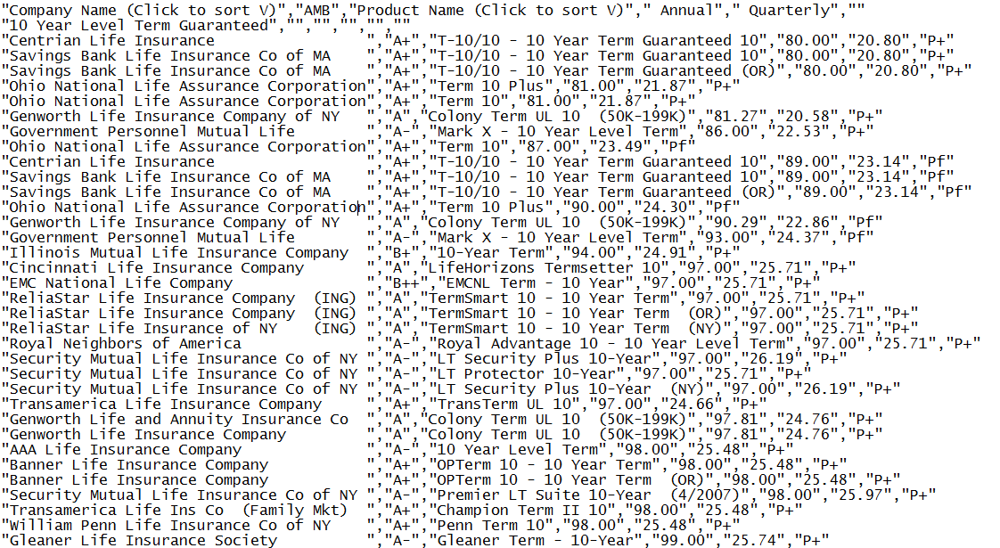 "Company Name (Click to sort V)","AMB","Product Name (Click to sort V)"," Annual"," Quarterly",""
"10 Year Level Term Guaranteed","","","","",""
"Centrian Life Insurance                 ","A+","T-10/10 - 10 Year Term Guaranteed 10","80.00","20.80","P+"
"Savings Bank Life Insurance Co of MA    ","A+","T-10/10 - 10 Year Term Guaranteed 10","80.00","20.80","P+"
"Savings Bank Life Insurance Co of MA    ","A+","T-10/10 - 10 Year Term Guaranteed (OR)","80.00","20.80","P+"
"Ohio National Life Assurance Corporation","A+","Term 10 Plus","81.00","21.87","P+"
"Ohio National Life Assurance Corporation","A+","Term 10","81.00","21.87","P+"
"Genworth Life Insurance Company of NY   ","A","Colony Term UL 10  (50K-199K)","81.27","20.58","P+"
"Government Personnel Mutual Life        ","A-","Mark X - 10 Year Level Term","86.00","22.53","P+"
"Ohio National Life Assurance Corporation","A+","Term 10","87.00","23.49","Pf"
"Centrian Life Insurance                 ","A+","T-10/10 - 10 Year Term Guaranteed 10","89.00","23.14","Pf"
"Savings Bank Life Insurance Co of MA    ","A+","T-10/10 - 10 Year Term Guaranteed 10","89.00","23.14","Pf"
"Savings Bank Life Insurance Co of MA    ","A+","T-10/10 - 10 Year Term Guaranteed (OR)","89.00","23.14","Pf"
"Ohio National Life Assurance Corporation","A+","Term 10 Plus","90.00","24.30","Pf"
"Genworth Life Insurance Company of NY   ","A","Colony Term UL 10  (50K-199K)","90.29","22.86","Pf"
"Government Personnel Mutual Life        ","A-","Mark X - 10 Year Level Term","93.00","24.37","Pf"
"Illinois Mutual Life Insurance Company  ","B+","10-Year Term","94.00","24.91","P+"
"Cincinnati Life Insurance Company       ","A","LifeHorizons Termsetter 10","97.00","25.71","P+"
"EMC National Life Company               ","B++","EMCNL Term - 10 Year","97.00","25.71","P+"
"ReliaStar Life Insurance Company  (ING) ","A","TermSmart 10 - 10 Year Term","97.00","25.71","P+"
"ReliaStar Life Insurance Company  (ING) ","A","TermSmart 10 - 10 Year Term  (OR)","97.00","25.71","P+"
"ReliaStar Life Insurance of NY    (ING) ","A","TermSmart 10 - 10 Year Term  (NY)","97.00","25.71","P+"
"Royal Neighbors of America              ","A-","Royal Advantage 10 - 10 Year Level Term","97.00","25.71","P+"
"Security Mutual Life Insurance Co of NY ","A-","LT Security Plus 10-Year","97.00","26.19","P+"
"Security Mutual Life Insurance Co of NY ","A-","LT Protector 10-Year","97.00","25.71","P+"
"Security Mutual Life Insurance Co of NY ","A-","LT Security Plus 10-Year  (NY)","97.00","26.19","P+"
"Transamerica Life Insurance Company     ","A+","TransTerm UL 10","97.00","24.66","P+"
"Genworth Life and Annuity Insurance Co  ","A","Colony Term UL 10  (50K-199K)","97.81","24.76","P+"
"Genworth Life Insurance Company         ","A","Colony Term UL 10  (50K-199K)","97.81","24.76","P+"
"AAA Life Insurance Company              ","A-","10 Year Level Term","98.00","25.48","P+"
"Banner Life Insurance Company           ","A+","OPTerm 10 - 10 Year Term","98.00","25.48","P+"
"Banner Life Insurance Company           ","A+","OPTerm 10 - 10 Year Term  (OR)","98.00","25.48","P+"
"Security Mutual Life Insurance Co of NY ","A-","Premier LT Suite 10-Year  (4/2007)","98.00","25.97","P+"
"Transamerica Life Ins Co  (Family Mkt)  ","A+","Champion Term II 10","98.00","25.48","P+"
"William Penn Life Insurance Co of NY    ","A+","Penn Term 10","98.00","25.48","P+"
"Gleaner Life Insurance Society          ","A-","Gleaner Term - 10-Year","99.00","25.74","P+"